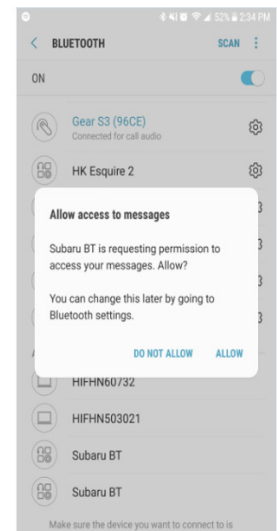 52% 2:34 PM
BLUETOOTH SCAN
ON
Gear S3 (96CE)
Connected for call audio
HK Esquire 2
Allow access to messages
Subaru BT is requesting permission to
access your messages. Allow?
You can change this later by going to
Bluetooth settings.
DO NOT ALLOW ALLOW
HIFHN60732
HIFHN503021
Subaru BT
Subaru BT
Make sure the device you want to connect to is